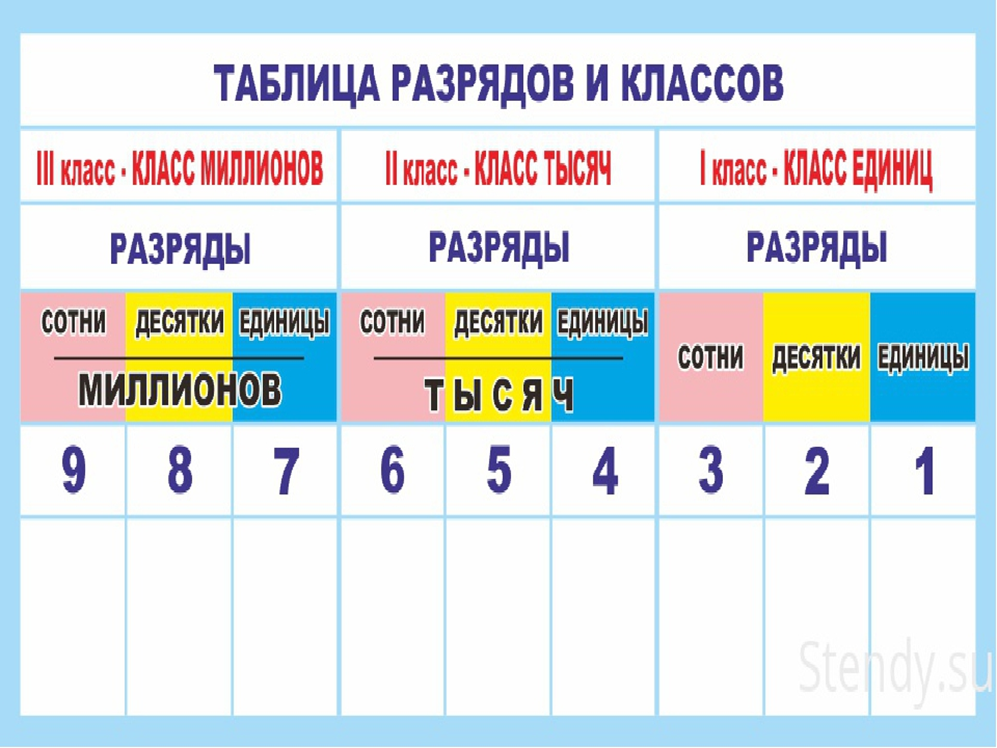 ТАБЛИЦА РАЗРЯДОВ И КЛАССОВ
III класс - КЛАСС МИЛЛИОНОВ II класс - КЛАСС ТЫСЯЧ I класс - КЛАСС ЕДИНИЦ
РАЗРЯДЫ РАЗРЯДЫ РАЗРЯДЫ
СОТНИ ДЕСЯТКИ ЕДИНИЦЫ СОТНИ ДЕСЯТКИ ЕДИНИЦЫ
СОТНИ ДЕСЯТКИ ЕДИНИЦЫ
МИЛЛИОНОВ ТЫСЯЧ
9 8 7 6 5 4 3 2 1
Stendy.su